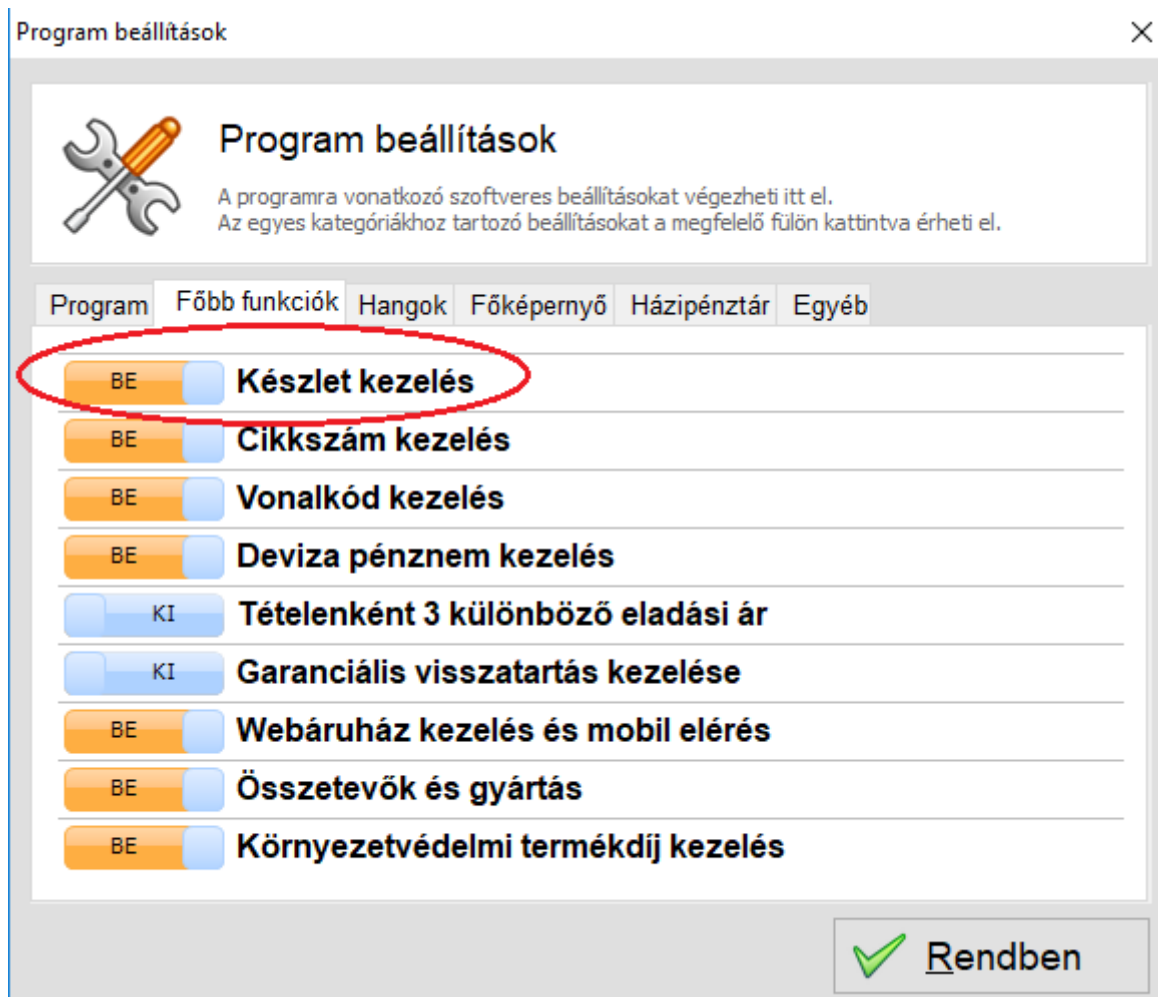 Program beállítások
Program beállítások
A programra vonatkozó szoftveres beállításokat végezheti itt el.
Az egyes kategóriákhoz tartozó beállításokat a megfelelő fülön kattintva érheti el.
Program Főbb funkciók Hangok Főképernyő Házipénztár Egyéb
BE Készlet kezelés
BE Cikkszám kezelés
BE Vonalkód kezelés
BE Deviza pénznem kezelés
KI Tételenként 3 különböző eladási ár
KI Garanciális visszatartás kezelése
BE Webáruház kezelés és mobil elérés
BE Összetevők és gyártás
BE Környezetvédelmi termékdíj kezelés
Rendben